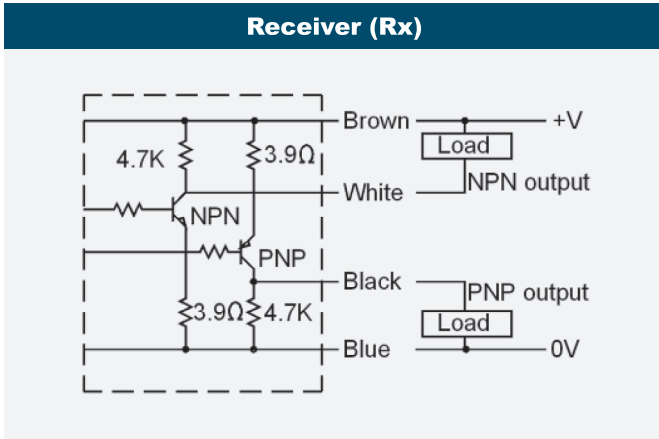 Receiver (Rx)
Brown
+V
4.7K
3.9Ω
Load
White
NPN output
NPN
PNP
Black
PNP output
3.9Ω
4.7K
Load
Blue
0V